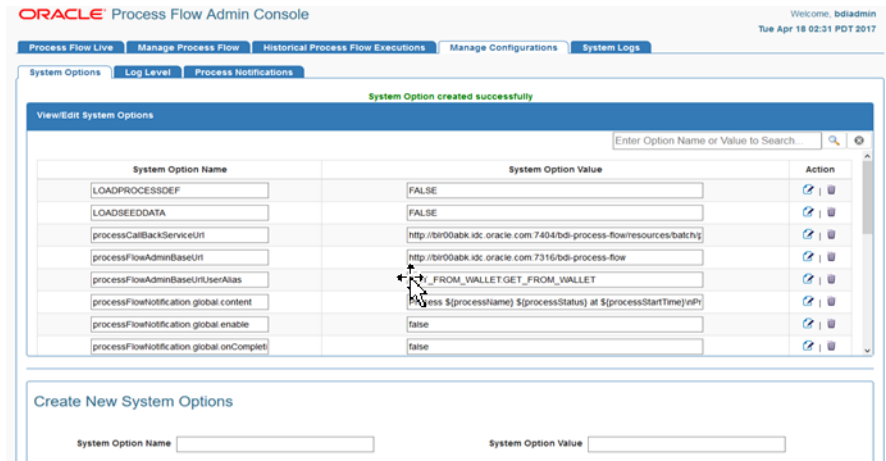 ORACLE® Process Flow Admin Console
Welcome, bdiadmin
Tue Apr 18 02:31 PDT 2017
Process Flow Live Manage Process Flow Historical Process Flow Executions Manage Configurations System Logs
System Options Log Level Process Notifications
System Option created successfully
View/Edit System Options
Enter Option Name or Value to Search...
System Option Name System Option Value Action
LOADPROCESSDEF FALSE |
LOADSEEDDATA FALSE |
processCallBackServiceUrl http://blr00abk.idc.oracle.com:7404/bdi-process-flow/resources/batch/p |
processFlowAdminBaseUrl http://blr00abk.idc.oracle.com:7316/bdi-process-flow |
processFlowAdminBaseUrlUserAlias _FROM_WALLET:GET_FROM_WALLET |
processFlowNotification.global.content ${processName} ${processStatus} at ${processStartTime}\nPr |
processFlowNotification.global.enable false |
processFlowNotification.global.onCompleti false |
Create New System Options
System Option Name System Option Value